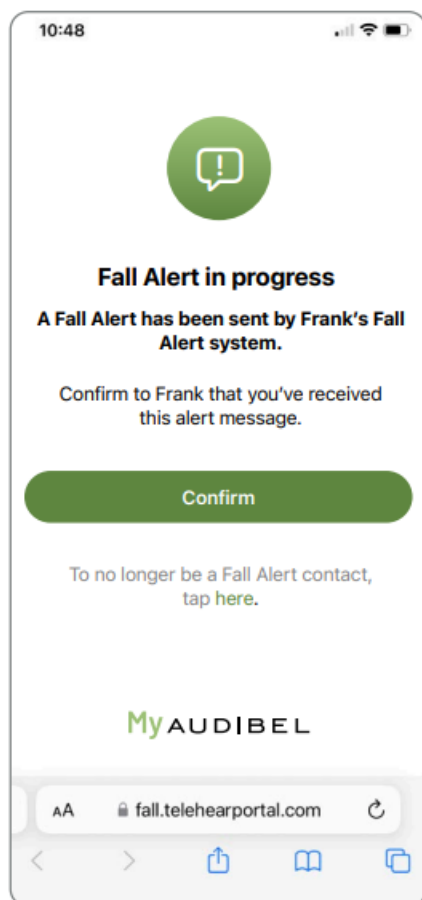 10:48
Fall Alert in progress
A Fall Alert has been sent by Frank's Fall
Alert system.
Confirm to Frank that you've received
this alert message.
Confirm
To no longer be a Fall Alert contact,
tap here.
My AUDIBEL
AA fall.telehearportal.com